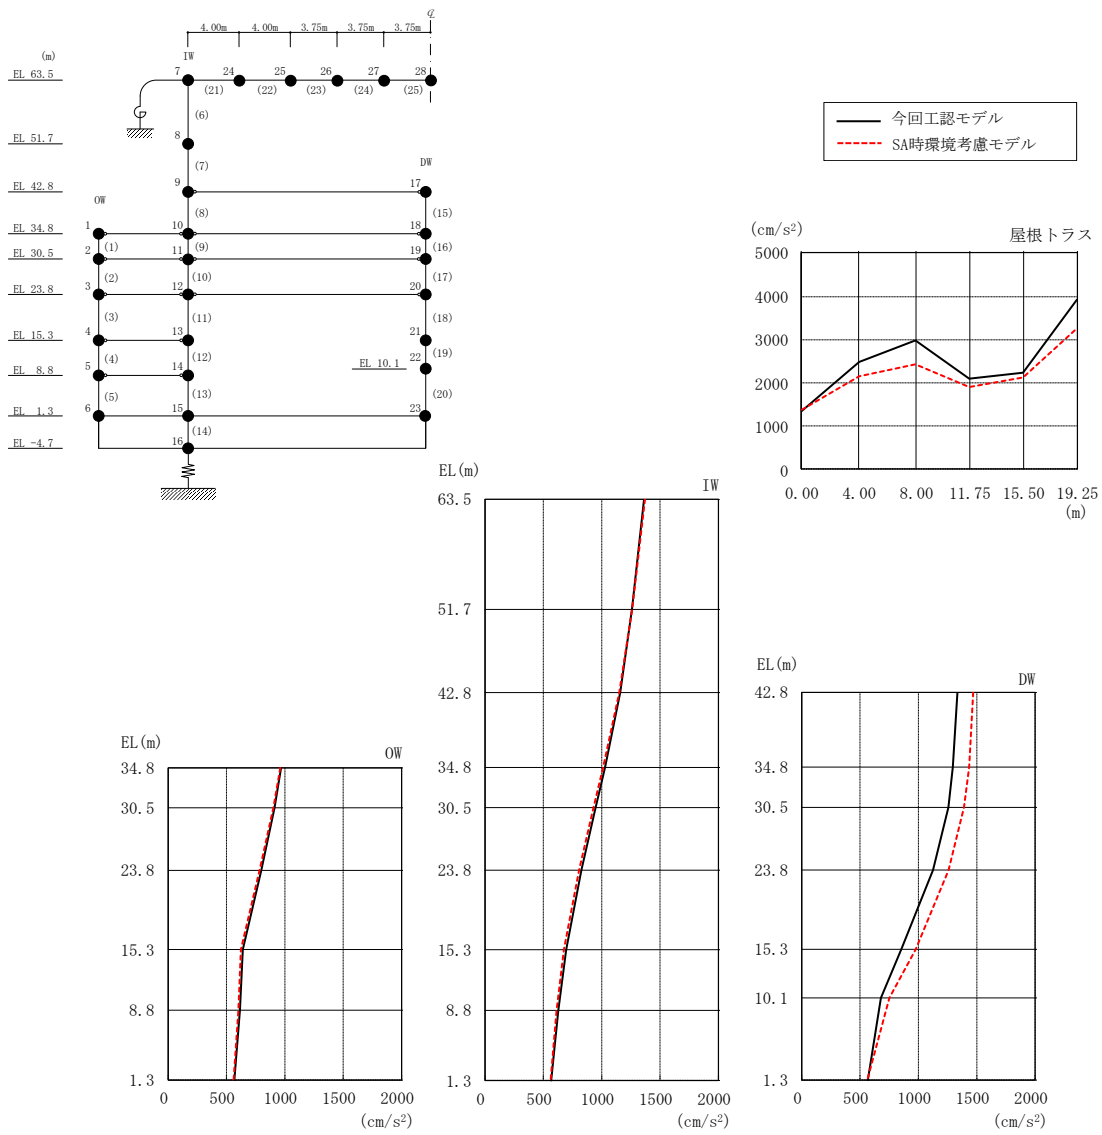 ℄
4.00m 4.00m 3.75m 3.75m 3.75m
(m) IW
EL 63.5 7 24 25 26 27 28
(21) (22) (23) (24) (25)
(6)
EL 51.7 8
(7) DW
EL 42.8 9 17
OW
(8) (15)
EL 34.8 1 10 18
(1) (9) (16)
EL 30.5 2 11 19
(2) (10) (17)
EL 23.8 3 12 20
(3) (11) (18)
EL 15.3 4 13 21
(4) (12) (19)
EL 10.1 22
EL 8.8 5 14
(5) (13) (20)
EL 1.3 6 15 23
(14)
EL -4.7 16
今回工認モデル
SA時環境考慮モデル
(cm/s²) 屋根トラス
5000
4000
3000
2000
1000
0
0.00 4.00 8.00 11.75 15.50 19.25
(m)
EL(m) IW
63.5
51.7
42.8
34.8
30.5
23.8
15.3
8.8
1.3
0 500 1000 1500 2000
(cm/s²)
EL(m) OW
34.8
30.5
23.8
15.3
8.8
1.3
0 500 1000 1500 2000
(cm/s²)
EL(m) DW
42.8
34.8
30.5
23.8
15.3
10.1
1.3
0 500 1000 1500 2000
(cm/s²)